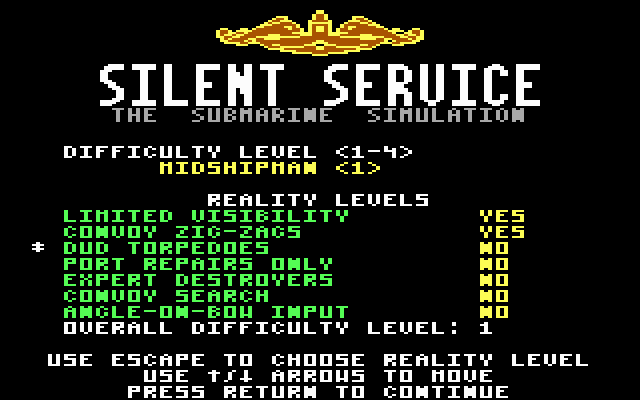 SILENT SERVICE
THE SUBMARINE SIMULATION
DIFFICULTY LEVEL <1-4>
MIDSHIPMAN <1>
REALITY LEVELS
LIMITED VISIBILITY YES
CONVOY ZIG-ZAGS YES
* DUD TORPEDOES NO
PORT REPAIRS ONLY NO
EXPERT DESTROYERS NO
CONVOY SEARCH NO
ANGLE-ON-BOW INPUT NO
OVERALL DIFFICULTY LEVEL: 1
USE ESCAPE TO CHOOSE REALITY LEVEL
USE ↑/↓ ARROWS TO MOVE
PRESS RETURN TO CONTINUE